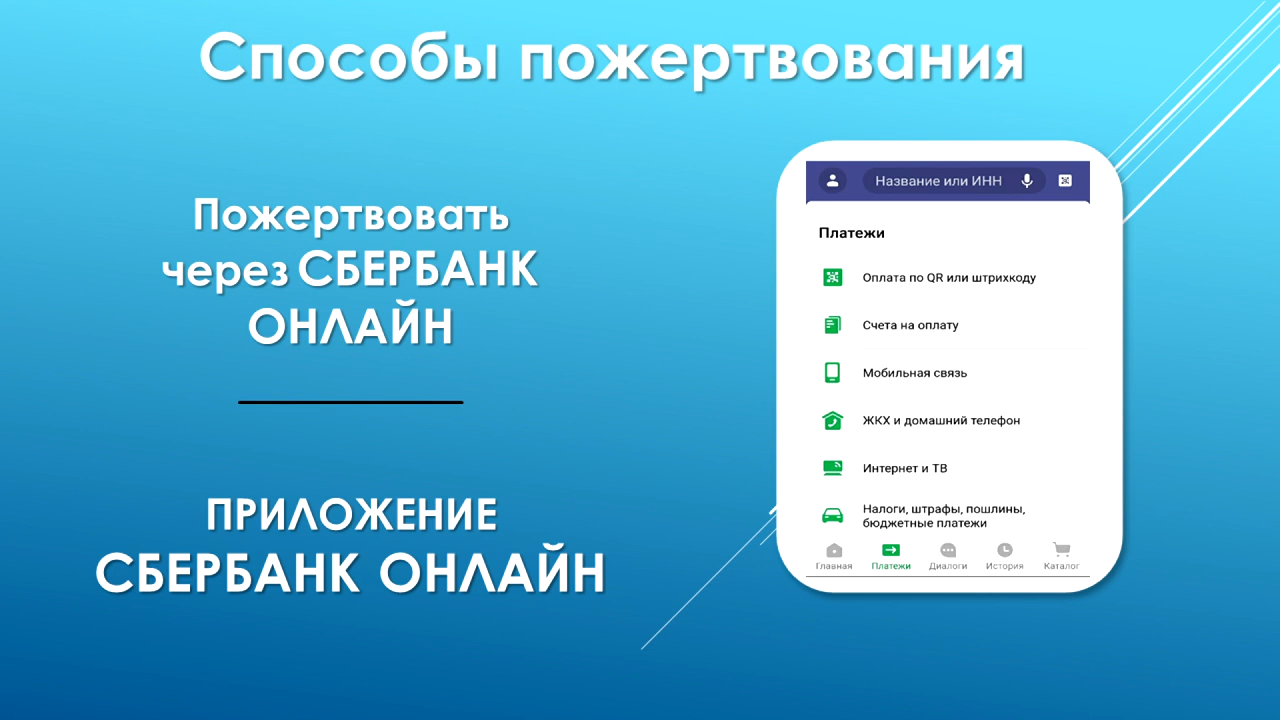 Способы пожертвования
Пожертвовать
через СБЕРБАНК
ОНЛАЙН
ПРИЛОЖЕНИЕ
СБЕРБАНК ОНЛАЙН
Название или ИНН
Платежи
Оплата по QR или штрихкоду
Счета на оплату
Мобильная связь
ЖКХ и домашний телефон
Интернет и ТВ
Налоги, штрафы, пошлины,
бюджетные платежи
Главная Платежи Диалоги История Каталог